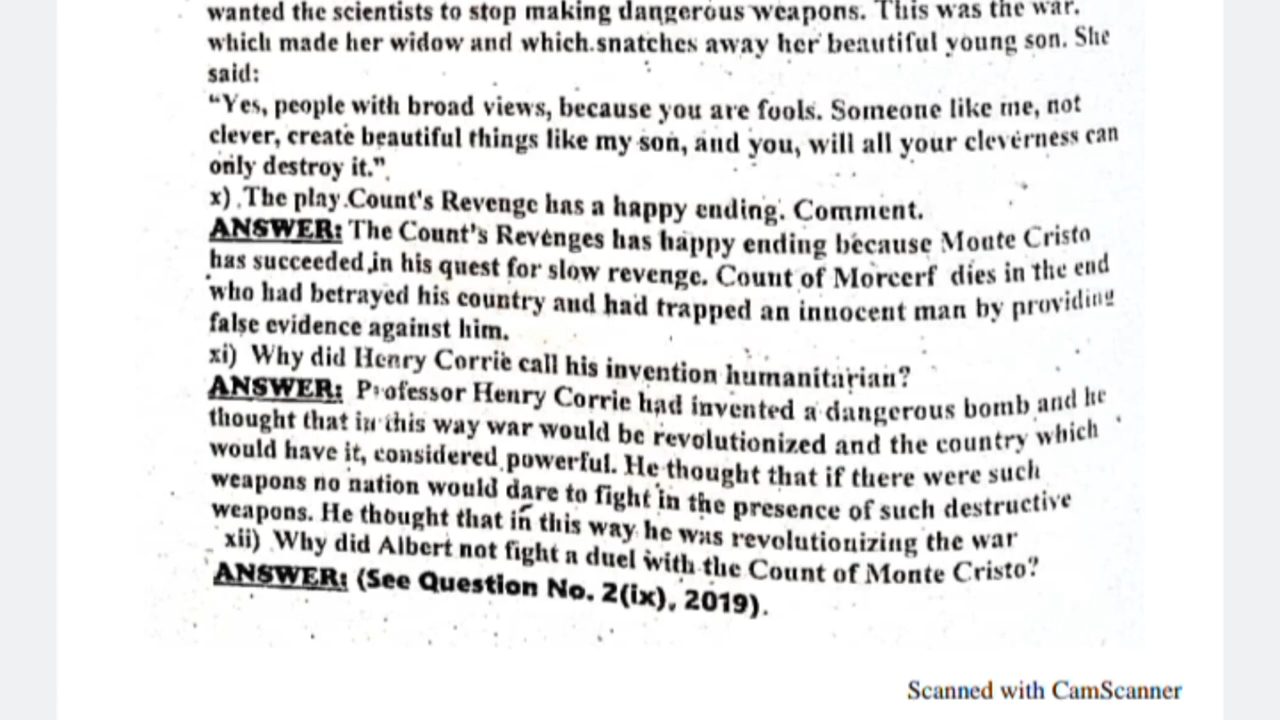 wanted the scientists to stop making dangerous weapons. This was the war.
which made her widow and which.snatches away her beautiful young son. She
said:
"Yes, people with broad views, because you are fools. Someone like me, not
clever, create beautiful things like my son, and you, will all your cleverness can
only destroy it."
x) .The play Count's Revenge has a happy ending. Comment.
ANSWER: The Count's Revenges has happy ending because Monte Cristo
has succeeded in his quest for slow revenge. Count of Morcerf dies in the end
who had betrayed his country and had trapped an innocent man by providing
false evidence against him.
xi) Why did Henry Corrie call his invention humanitarian?
ANSWER: Professor Henry Corrie had invented a dangerous bomb and he
thought that in this way war would be revolutionized and the country which
would have it, considered powerful. He thought that if there were such
weapons no nation would dare to fight in the presence of such destructive
weapons. He thought that in this way he was revolutionizing the war
xii) Why did Albert not fight a duel with the Count of Monte Cristo?
ANSWER: (See Question No. 2(ix), 2019).
Scanned with CamScanner